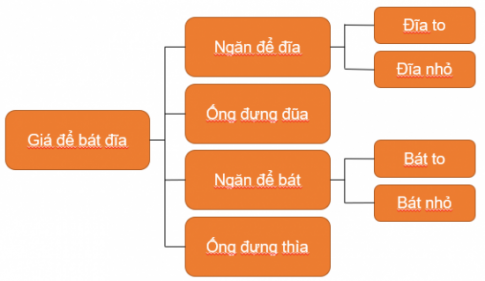 Giá để bát đĩa
Ngăn để đĩa
Đĩa to
Đĩa nhỏ
Ống đựng đũa
Ngăn để bát
Bát to
Bát nhỏ
Ống đựng thìa